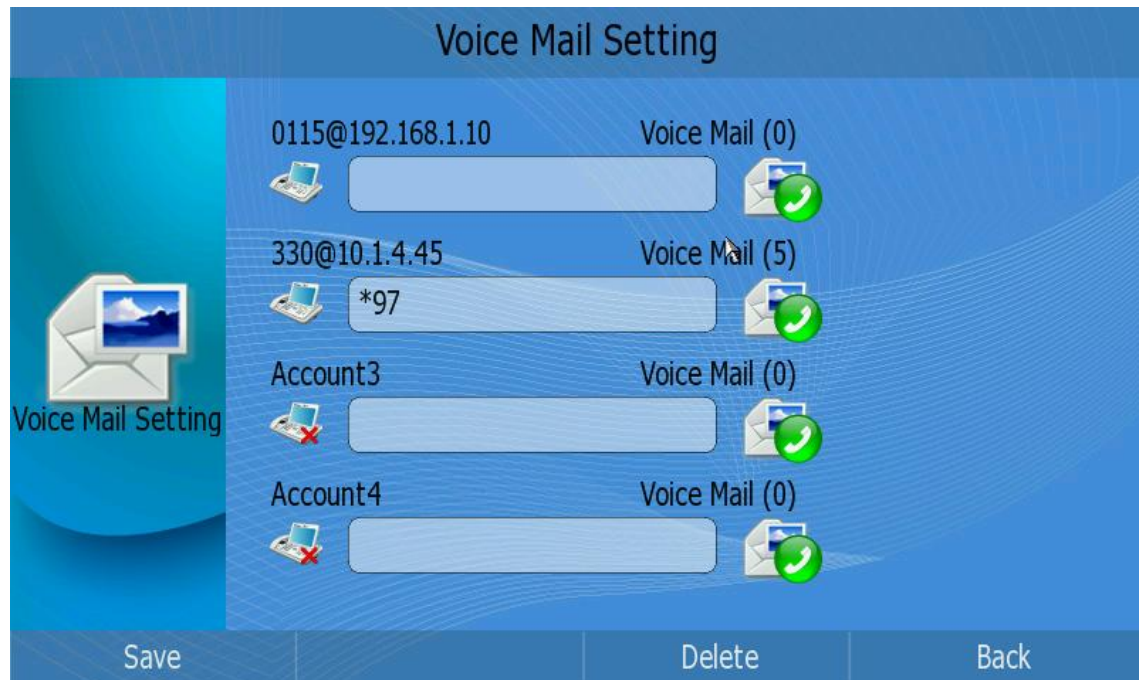 Voice Mail Setting
0115@192.168.1.10 Voice Mail (0)
330@10.1.4.45 Voice Mail (5)
*97
Account3 Voice Mail (0)
Voice Mail Setting
Account4 Voice Mail (0)
Save Delete Back